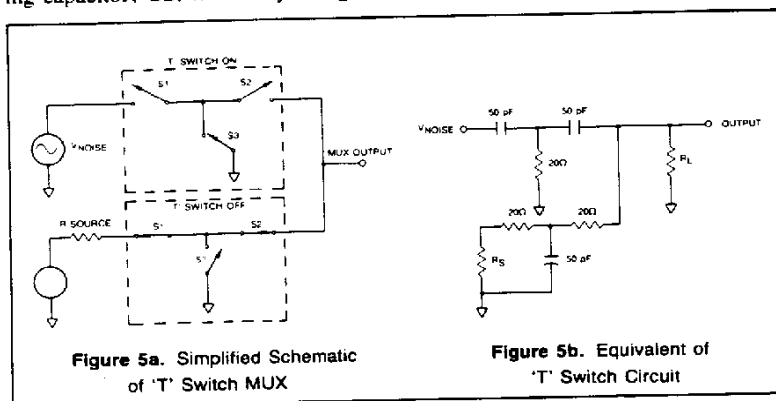 ing capacitor,
'T' SWITCH ON
S1
S2
S3
VNOISE
MUX OUTPUT
'T' SWITCH OFF
R SOURCE
S1
S2
Figure 5a. Simplified Schematic
of 'T' Switch MUX
50 pF
50 pF
VNOISE
OUTPUT
20Ω
RL
20Ω
20Ω
RS
50 pF
Figure 5b. Equivalent of
'T' Switch Circuit